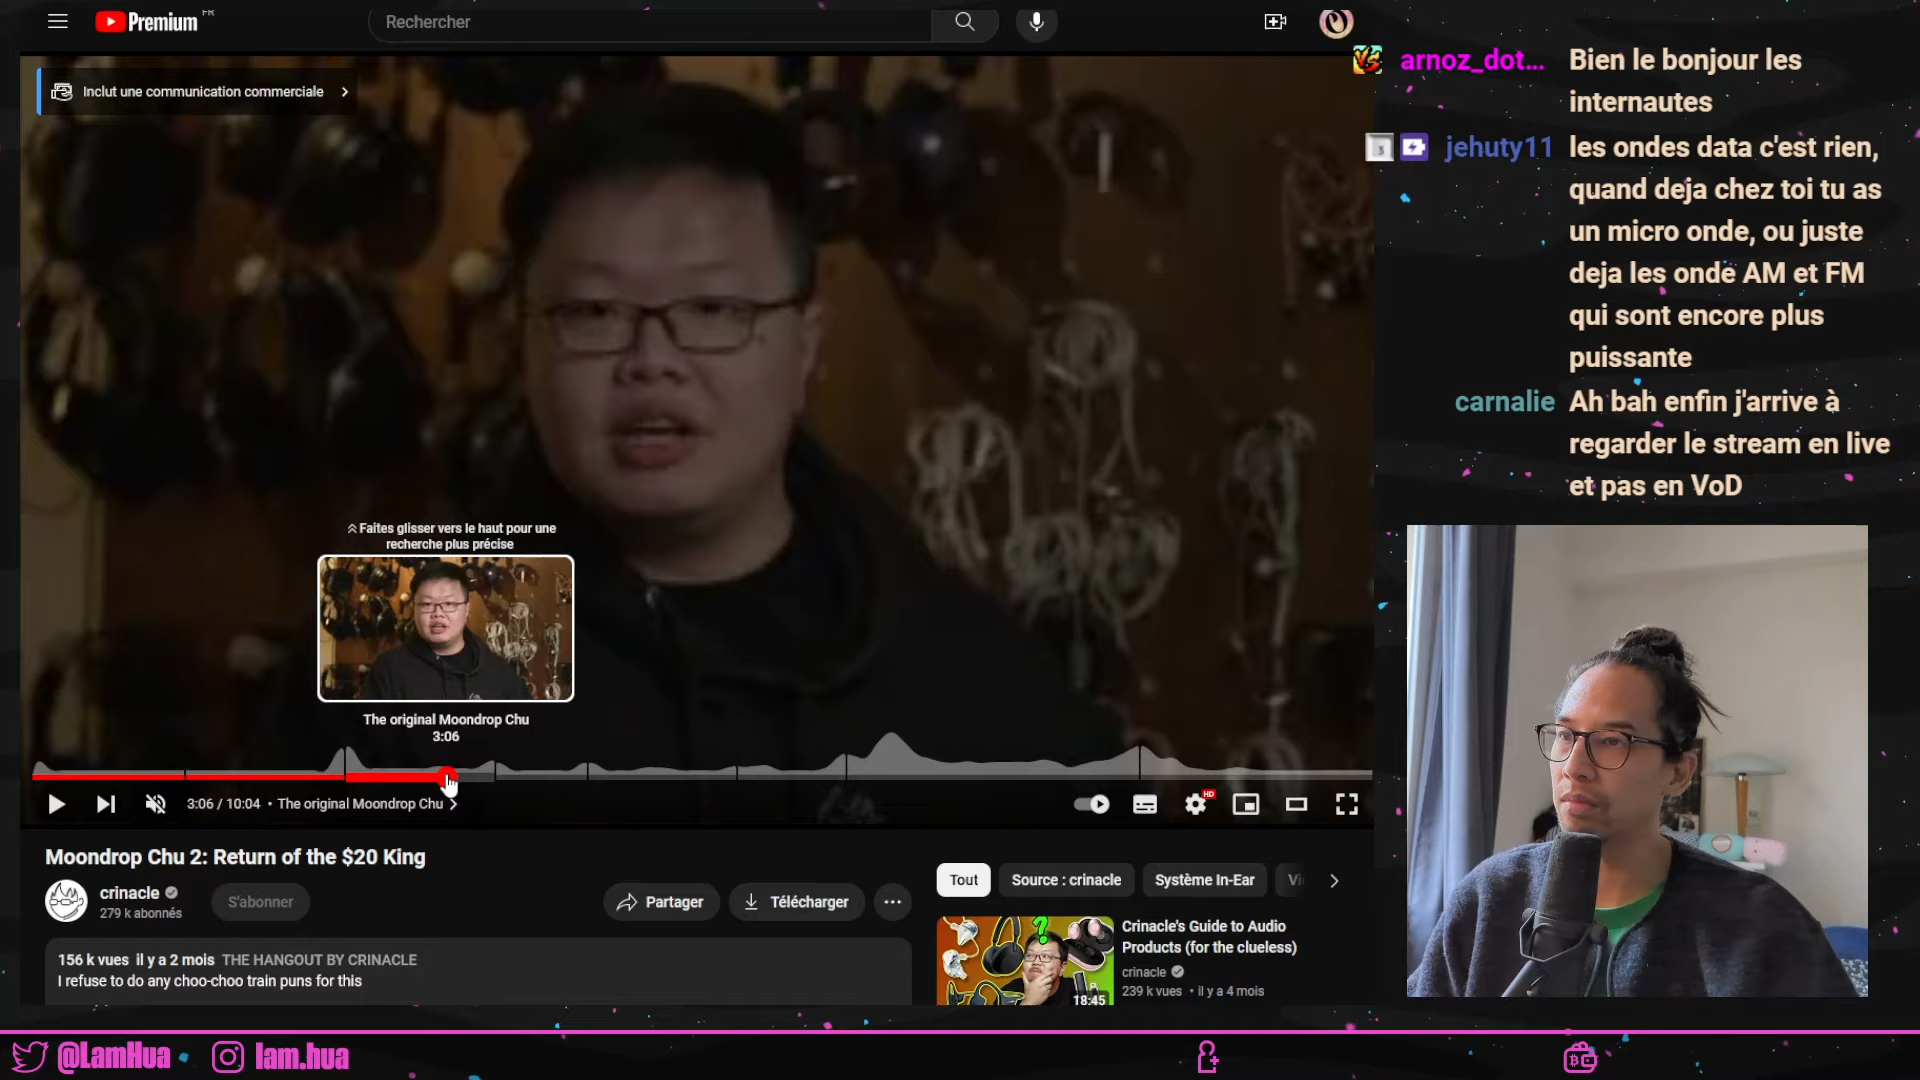 Premium FR
Rechercher
Inclut une communication commerciale
Faites glisser vers le haut pour une
recherche plus précise
The original Moondrop Chu
3:06
3:06 / 10:04 • The original Moondrop Chu
HD
Moondrop Chu 2: Return of the $20 King
crinacle
279 k abonnés
S'abonner
Partager
Télécharger
156 k vues il y a 2 mois THE HANGOUT BY CRINACLE
I refuse to do any choo-choo train puns for this
Tout
Source : crinacle
Système In-Ear
Vi
Crinacle's Guide to Audio
Products (for the clueless)
crinacle
239 k vues • il y a 4 mois
?
18:45
arnoz_dot... Bien le bonjour les
internautes
3 jehuty11 les ondes data c'est rien,
quand deja chez toi tu as
un micro onde, ou juste
deja les onde AM et FM
qui sont encore plus
puissante
carnalie Ah bah enfin j'arrive à
regarder le stream en live
et pas en VoD
@LamHua
lam.hua